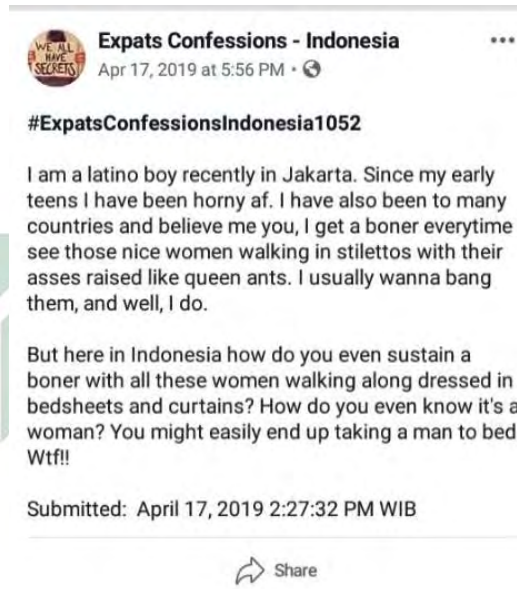 WE ALL
HAVE
SECRETS
Expats Confessions - Indonesia
Apr 17, 2019 at 5:56 PM ·
#ExpatsConfessionsIndonesia1052
I am a latino boy recently in Jakarta. Since my early
teens I have been horny af. I have also been to many
countries and believe me you, I get a boner everytime
see those nice women walking in stilettos with their
asses raised like queen ants. I usually wanna bang
them, and well, I do.
But here in Indonesia how do you even sustain a
boner with all these women walking along dressed in
bedsheets and curtains? How do you even know it's a
woman? You might easily end up taking a man to bed
Wtf!!
Submitted: April 17, 2019 2:27:32 PM WIB
Share